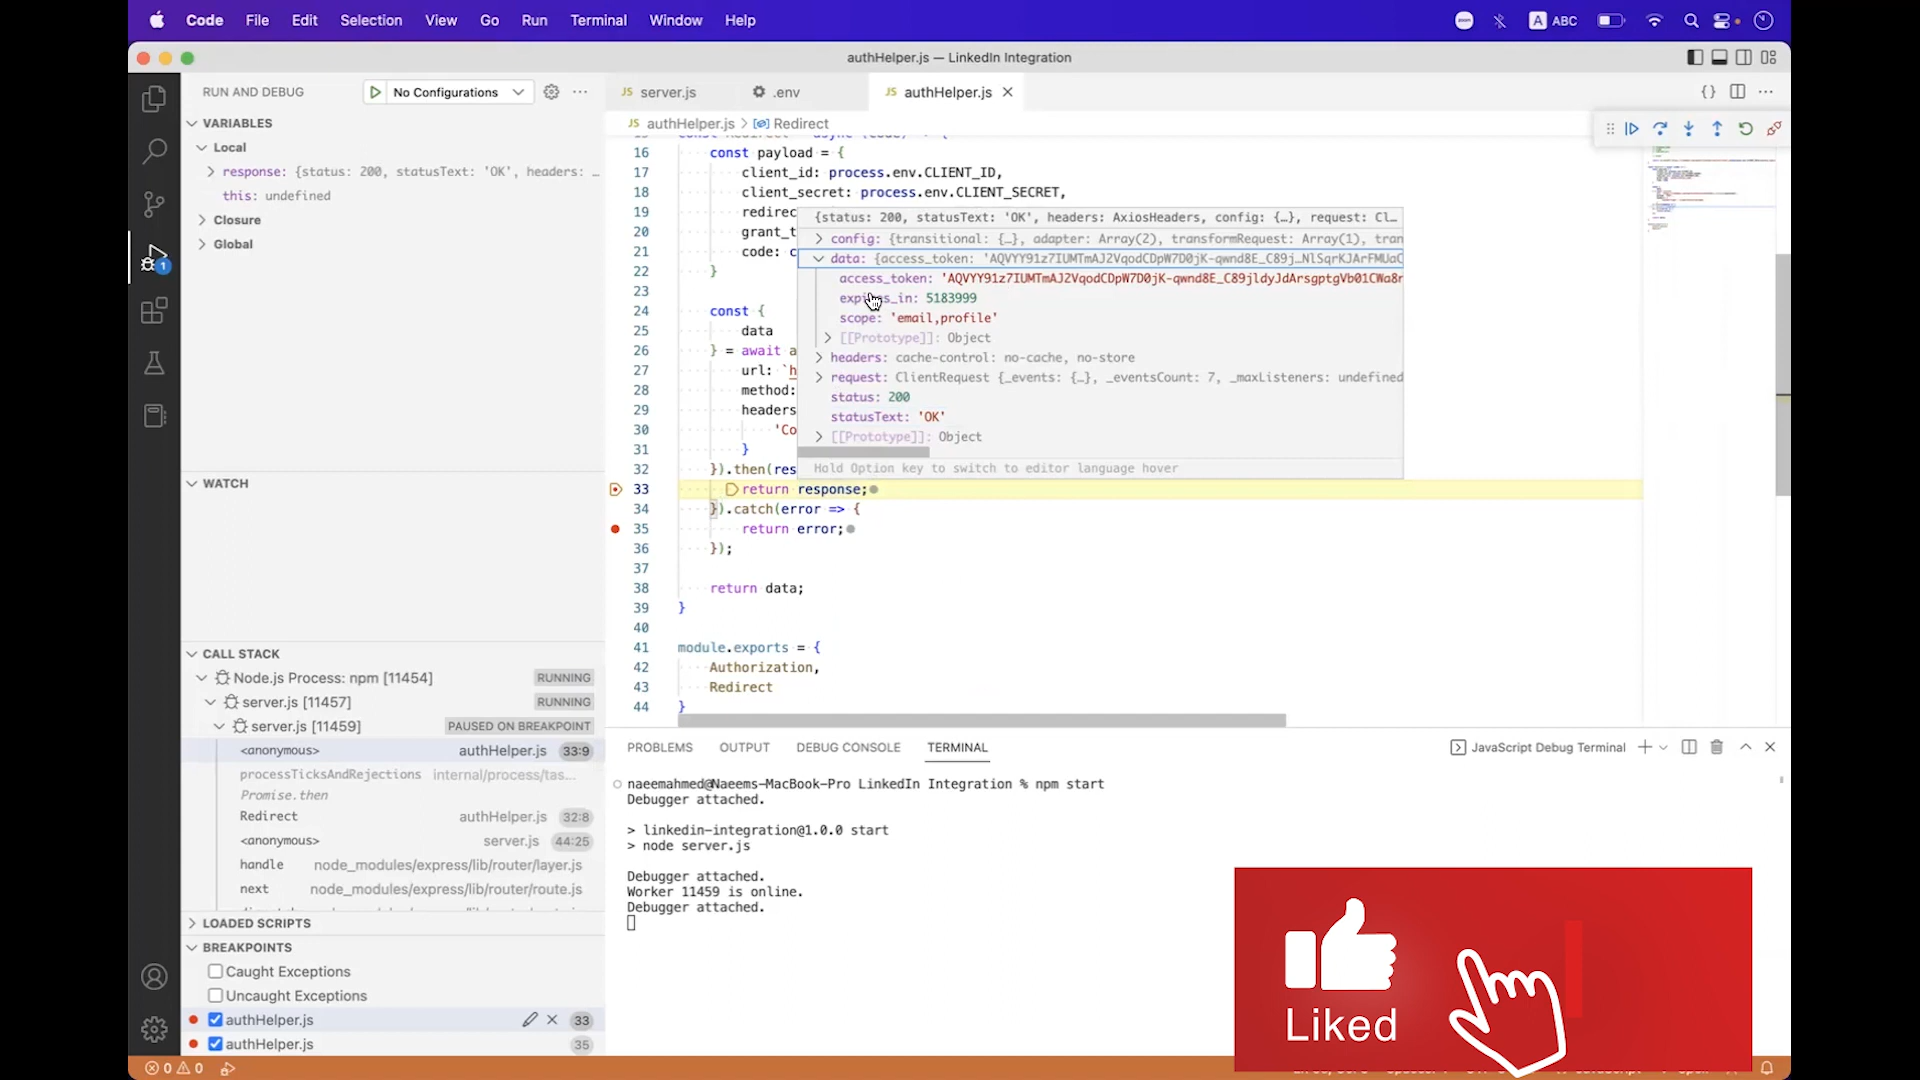 Code File Edit Selection View Go Run Terminal Window Help
zoom A ABC
authHelper.js — LinkedIn Integration
RUN AND DEBUG
No Configurations
JS server.js
.env
JS authHelper.js
VARIABLES
Local
response: {status: 200, statusText: 'OK', headers: …
this: undefined
Closure
Global
WATCH
CALL STACK
Node.js Process: npm [11454] RUNNING
server.js [11457] RUNNING
server.js [11459] PAUSED ON BREAKPOINT
<anonymous> authHelper.js 33:9
processTicksAndRejections internal/process/tas...
Promise.then
Redirect authHelper.js 32:8
<anonymous> server.js 44:25
handle node_modules/express/lib/router/layer.js
next node_modules/express/lib/router/route.js
LOADED SCRIPTS
BREAKPOINTS
Caught Exceptions
Uncaught Exceptions
authHelper.js 33
authHelper.js 35
0 0
1
JS authHelper.js > Redirect
16 const payload = {
17 client_id: process.env.CLIENT_ID,
18 client_secret: process.env.CLIENT_SECRET,
19 redirec
20 grant_t
21 code: c
22 }
23
24 const {
25 data
26 } = await a
27 url: `h
28 method:
29 headers
30 'Co
31 }
32 }).then(res
33 return response;
34 }).catch(error => {
35 return error;
36 });
37
38 return data;
39 }
40
41 module.exports = {
42 Authorization,
43 Redirect
44 }
{status: 200, statusText: 'OK', headers: AxiosHeaders, config: {…}, request: Cl…
config: {transitional: {…}, adapter: Array(2), transformRequest: Array(1), tran
data: {access_token: 'AQVYY91z7IUMTmAJ2VqodCDpW7D0jK-qwnd8E_C89j…NlSqrKJArFMUaC
access_token: 'AQVYY91z7IUMTmAJ2VqodCDpW7D0jK-qwnd8E_C89jldyJdArsgptgVb01CWa8r
expires_in: 5183999
scope: 'email,profile'
[[Prototype]]: Object
headers: cache-control: no-cache, no-store
request: ClientRequest {_events: {…}, _eventsCount: 7, _maxListeners: undefined
status: 200
statusText: 'OK'
[[Prototype]]: Object
Hold Option key to switch to editor language hover
PROBLEMS OUTPUT DEBUG CONSOLE TERMINAL
JavaScript Debug Terminal
naeemahmed@Naeems-MacBook-Pro LinkedIn Integration % npm start
Debugger attached.
> linkedin-integration@1.0.0 start
> node server.js
Debugger attached.
Worker 11459 is online.
Debugger attached.
Liked